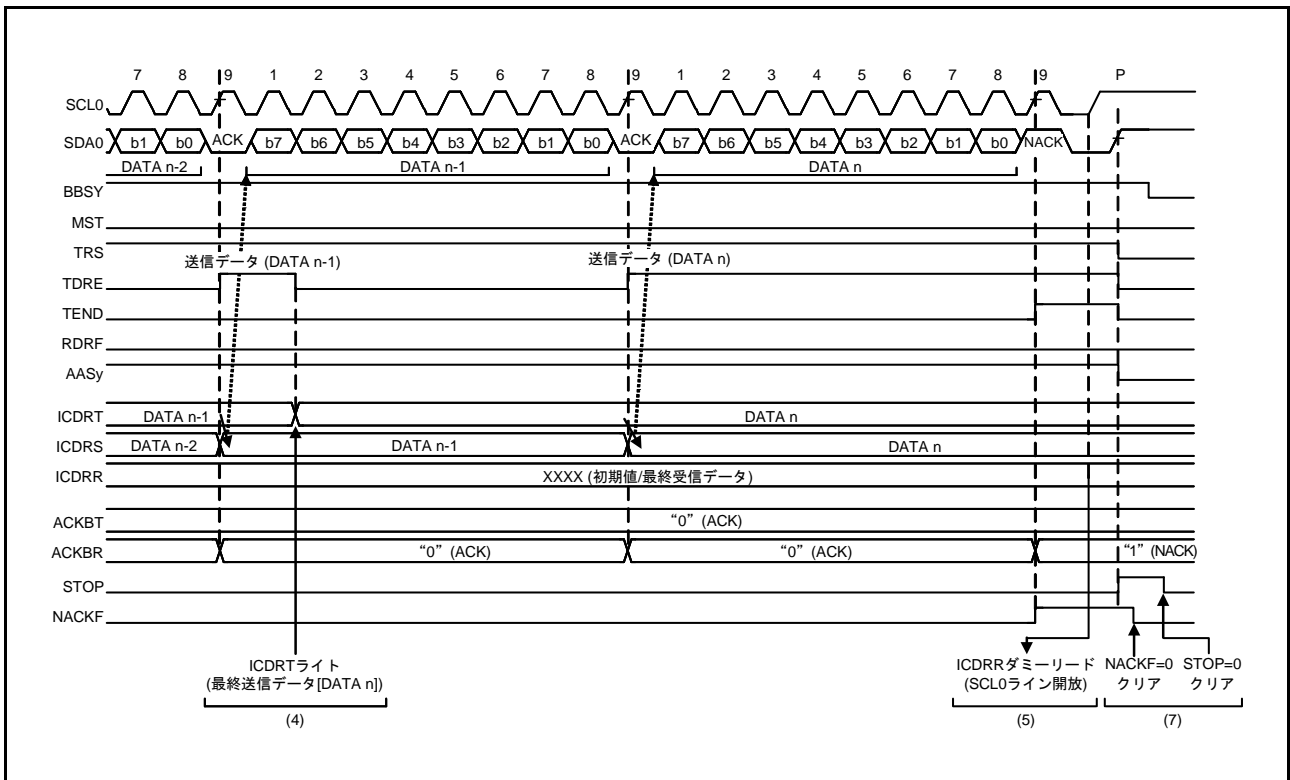 7 8 9 1 2 3 4 5 6 7 8 9 1 2 3 4 5 6 7 8 9 P
SCL0
SDA0 b1 b0 ACK b7 b6 b5 b4 b3 b2 b1 b0 ACK b7 b6 b5 b4 b3 b2 b1 b0 NACK
DATA n-2 DATA n-1 DATA n
BBSY
MST
TRS
送信データ (DATA n-1) 送信データ (DATA n)
TDRE
TEND
RDRF
AASy
ICDRT DATA n-1 DATA n
ICDRS DATA n-2 DATA n-1 DATA n
ICDRR XXXX (初期値/最終受信データ)
ACKBT “0” (ACK)
ACKBR “0” (ACK) “0” (ACK) “1” (NACK)
STOP
NACKF
ICDRTライト
(最終送信データ[DATA n])
(4)
ICDRRダミーリード
(SCL0ライン開放)
(5)
NACKF=0
クリア
STOP=0
クリア
(7)